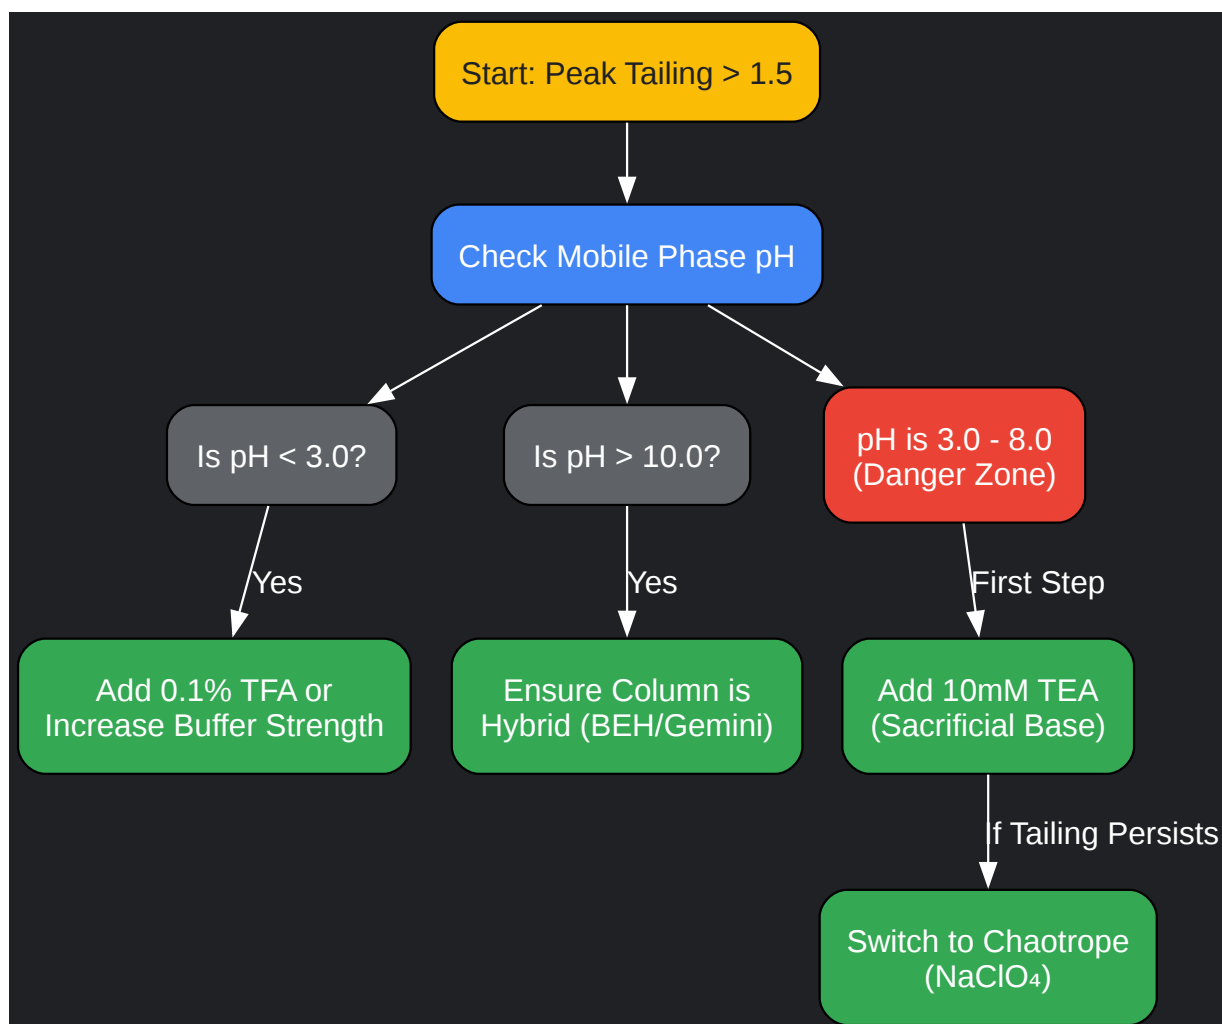 Start: Peak Tailing > 1.5
Check Mobile Phase pH
Is pH < 3.0?
Is pH > 10.0?
pH is 3.0 - 8.0
(Danger Zone)
Yes
Yes
First Step
Add 0.1% TFA or
Increase Buffer Strength
Ensure Column is
Hybrid (BEH/Gemini)
Add 10mM TEA
(Sacrificial Base)
If Tailing Persists
Switch to Chaotrope
(NaClO₄)